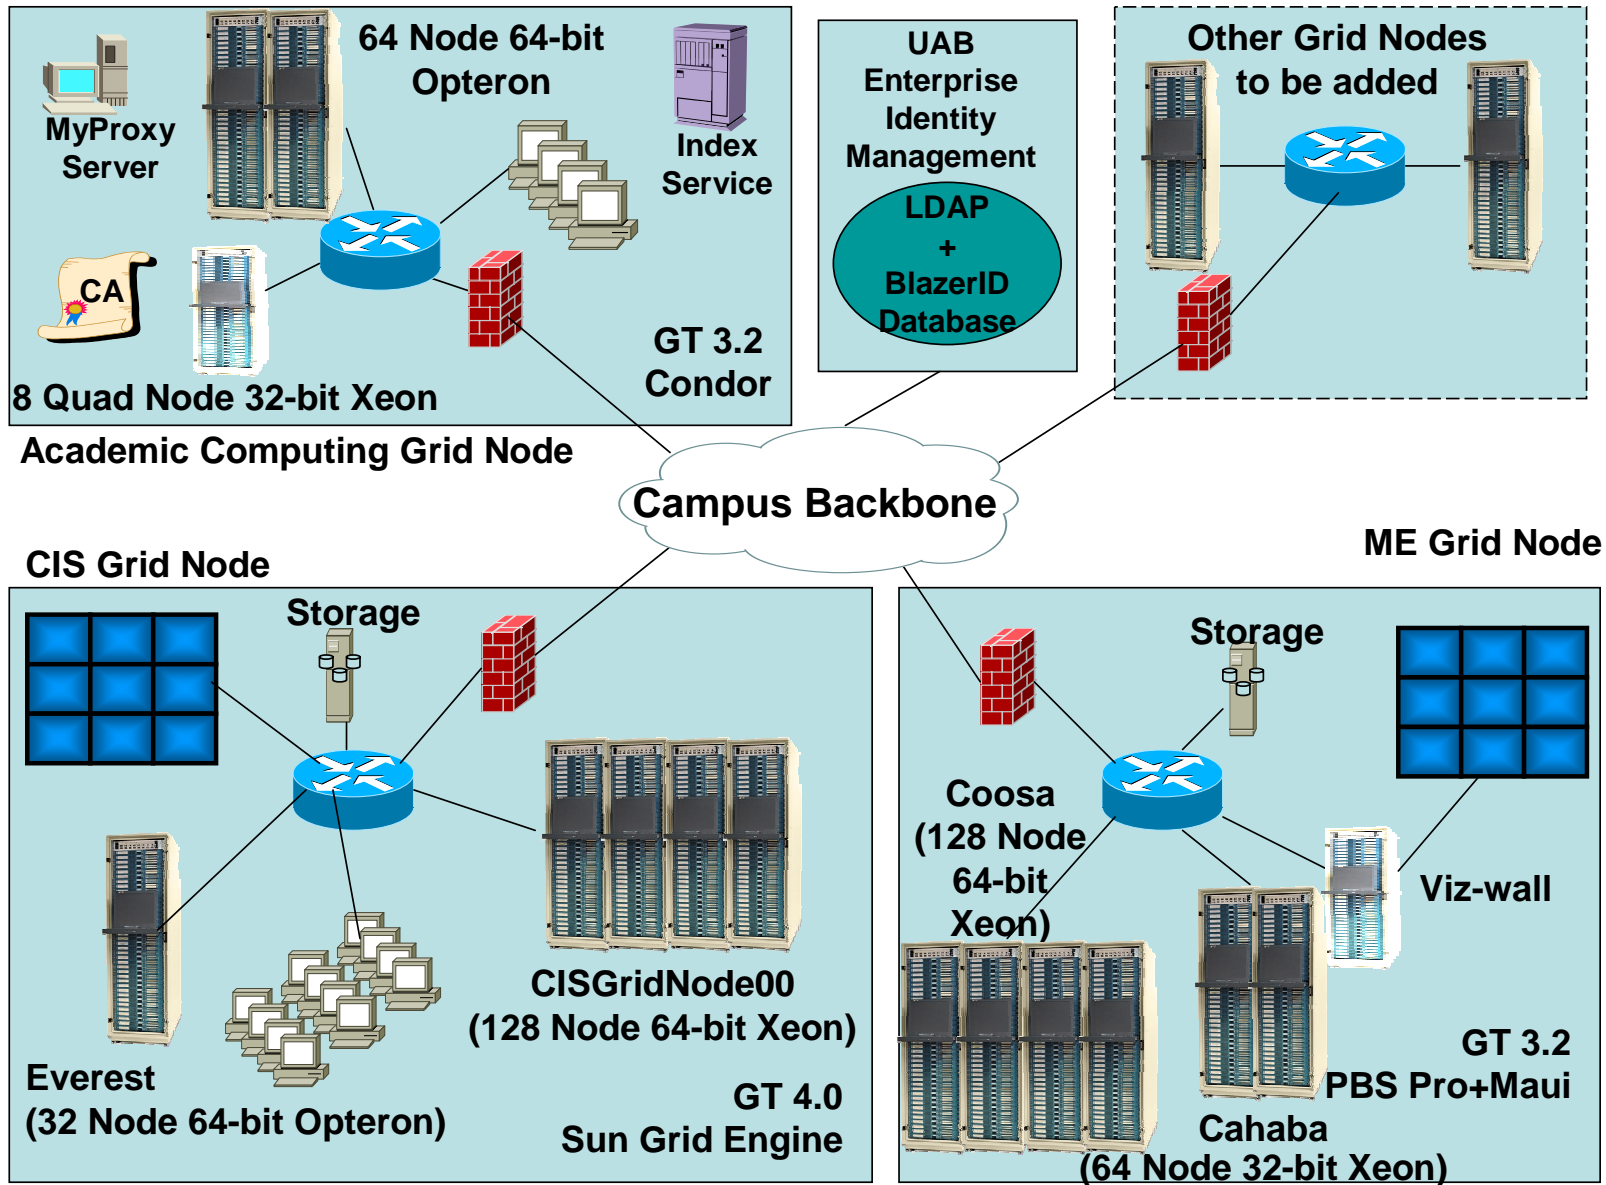 64 Node 64-bit
Opteron
MyProxy
Server
Index
Service
CA
GT 3.2
Condor
8 Quad Node 32-bit Xeon
Academic Computing Grid Node
UAB
Enterprise
Identity
Management
LDAP
+
BlazerID
Database
Other Grid Nodes
to be added
Campus Backbone
CIS Grid Node
Storage
CISGridNode00
(128 Node 64-bit Xeon)
Everest
(32 Node 64-bit Opteron)
GT 4.0
Sun Grid Engine
ME Grid Node
Storage
Coosa
(128 Node
64-bit
Xeon)
Viz-wall
GT 3.2
PBS Pro+Maui
Cahaba
(64 Node 32-bit Xeon)